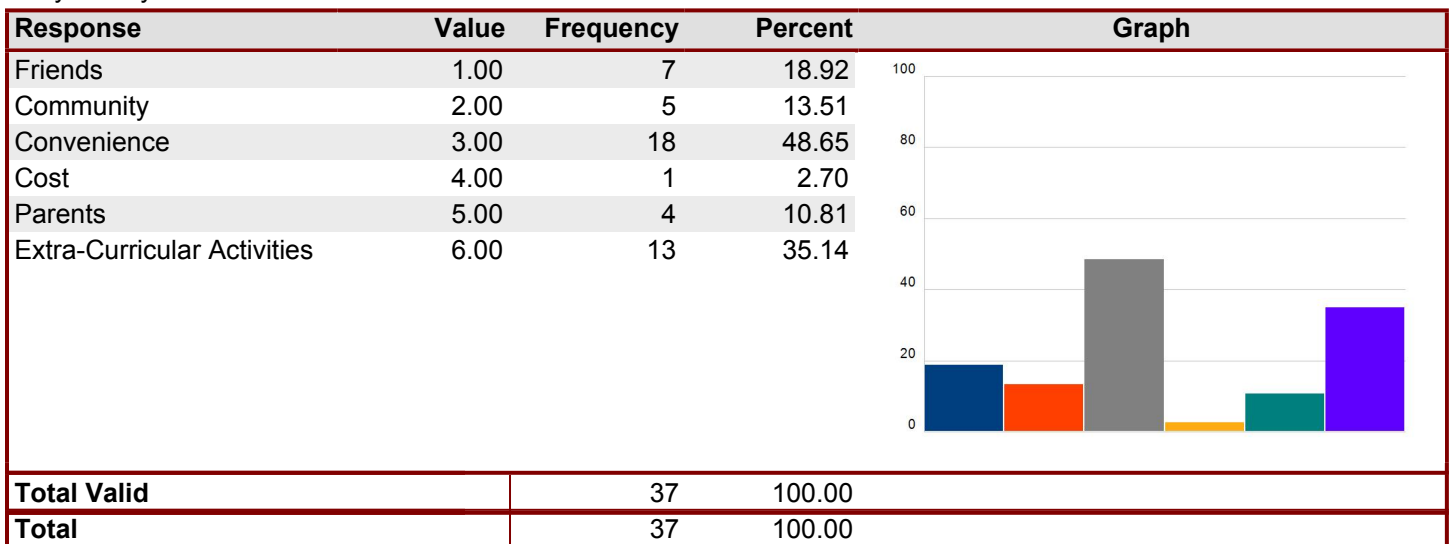 Response Value Frequency Percent Graph
Friends 1.00 7 18.92
Community 2.00 5 13.51
Convenience 3.00 18 48.65
Cost 4.00 1 2.70
Parents 5.00 4 10.81
Extra-Curricular Activities 6.00 13 35.14
100
80
60
40
20
0
Total Valid 37 100.00
Total 37 100.00